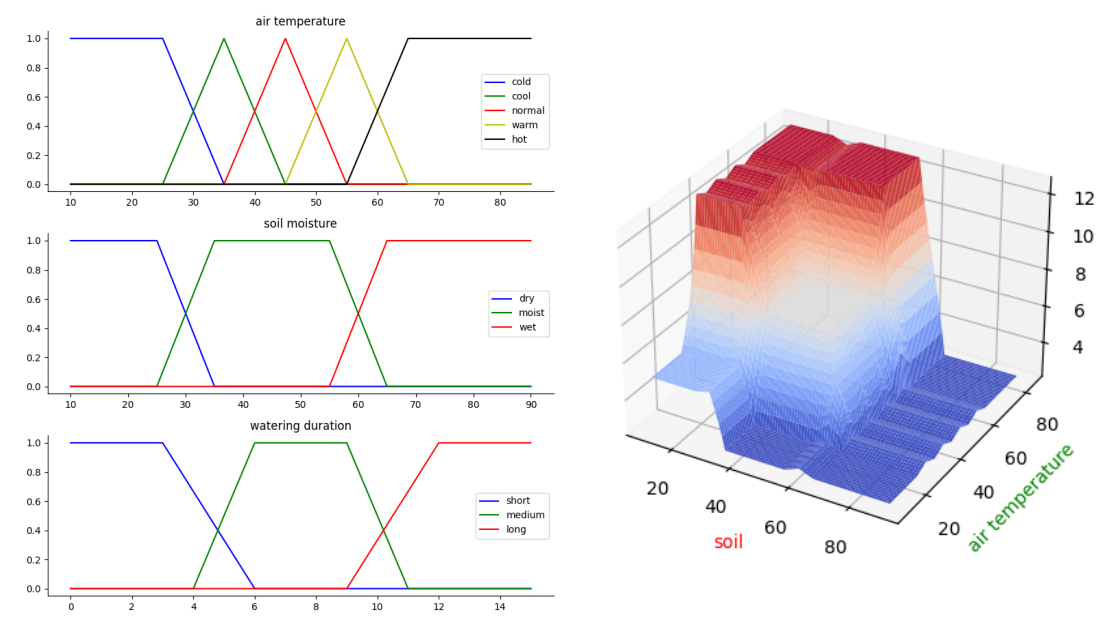 air temperature
1.0
0.8
0.6
0.4
0.2
0.0
cold
cool
normal
warm
hot
10 20 30 40 50 60 70 80
soil moisture
1.0
0.8
0.6
0.4
0.2
0.0
dry
moist
wet
10 20 30 40 50 60 70 80 90
watering duration
1.0
0.8
0.6
0.4
0.2
0.0
short
medium
long
0 2 4 6 8 10 12 14
12
10
8
6
4
20 40 60 80
soil
20 40 60 80
air temperature